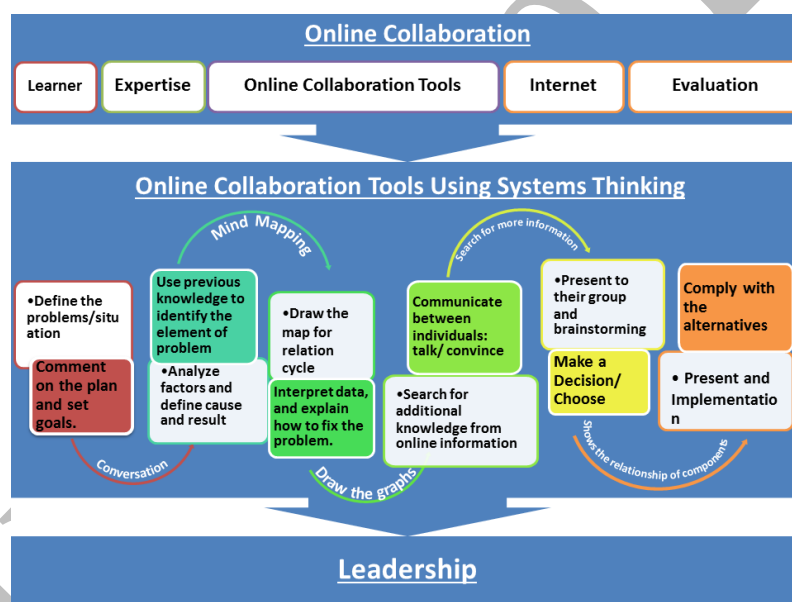 Online Collaboration
Learner
Expertise
Online Collaboration Tools
Internet
Evaluation
Online Collaboration Tools Using Systems Thinking
•Define the
problems/situ
ation
Comment
on the plan
and set
goals.
Conversation
Use previous
knowledge to
identify the
element of
problem
•Analyze
factors and
define cause
and result
Mind Mapping
•Draw the
map for
relation
cycle
Interpret data,
and explain
how to fix the
problem.
Draw the graphs
Communicate
between
individuals:
talk/ convince
•Search for
additional
knowledge from
online information
Search for more information
•Present to
their group
and
brainstorming
Make a
Decision/
Choose
Shows the relationship of components
Comply with
the
alternatives
• Present and
Implementatio
n
Leadership